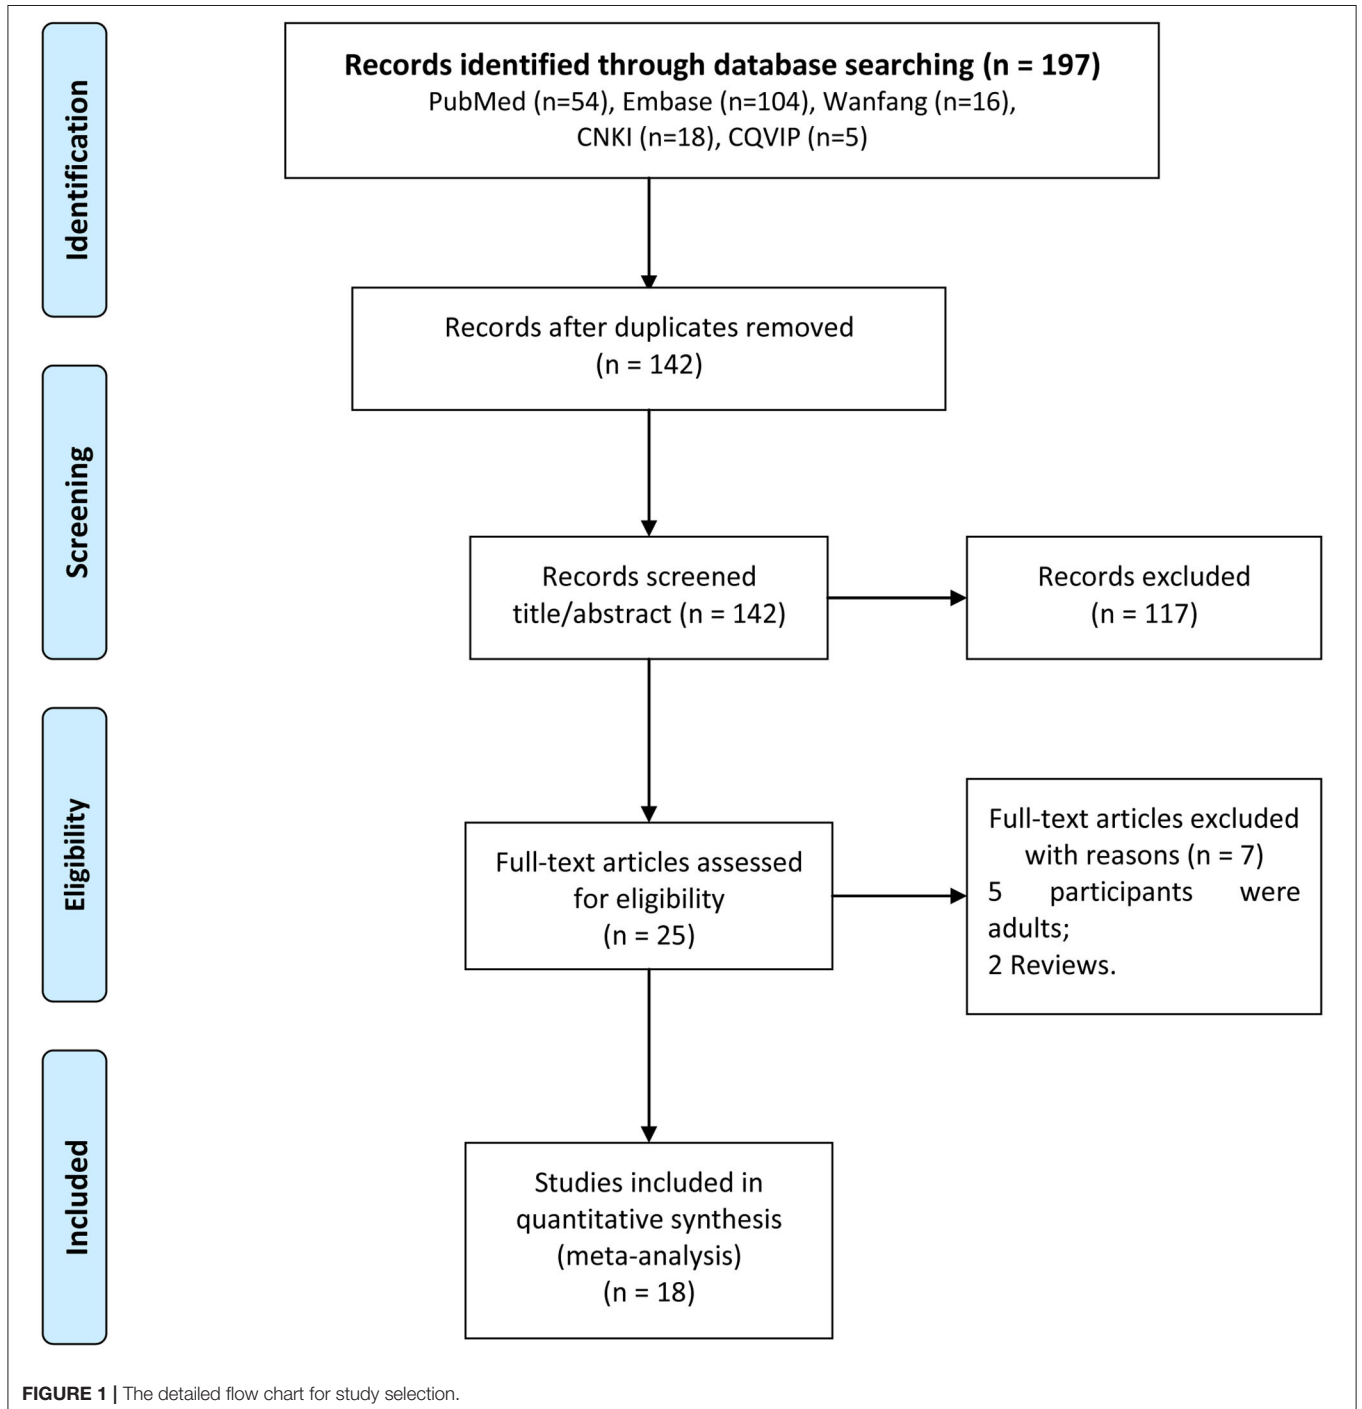 Identification
Records identified through database searching (n = 197)
PubMed (n=54), Embase (n=104), Wanfang (n=16),
CNKI (n=18), CQVIP (n=5)
Records after duplicates removed
(n = 142)
Screening
Records screened
title/abstract (n = 142)
Records excluded
(n = 117)
Eligibility
Full-text articles assessed
for eligibility
(n = 25)
Full-text articles excluded
with reasons (n = 7)
5 participants were
adults;
2 Reviews.
Included
Studies included in
quantitative synthesis
(meta-analysis)
(n = 18)
FIGURE 1 | The detailed flow chart for study selection.